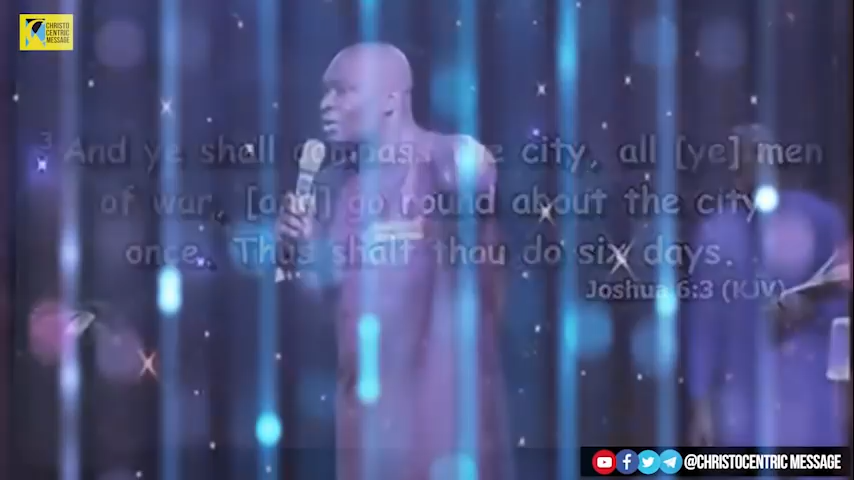 CHRISTO
CENTRIC
MESSAGE
3 And ye shall compass the city, all [ye] men
of war, [and] go round about the city
once. Thus shalt thou do six days.
Joshua 6:3 (KJV)
@CHRISTOCENTRIC MESSAGE